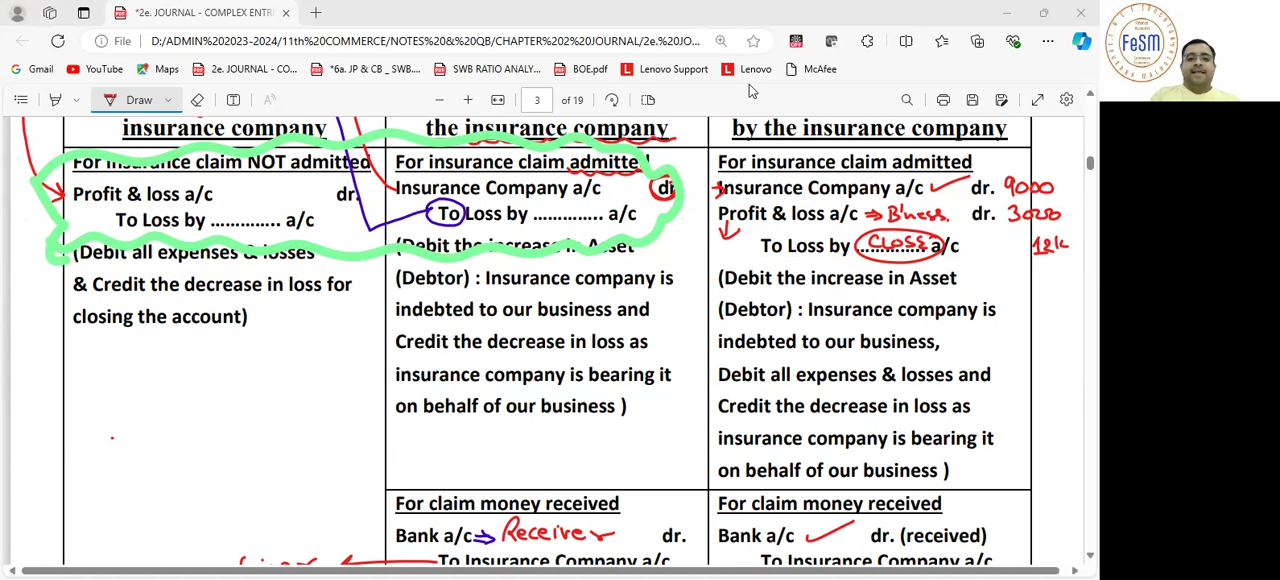 *2e. JOURNAL - COMPLEX ENTR
File
D:/ADMIN%202023-2024/11th%20COMMERCE/NOTES%20&%20QB/CHAPTER%202%20JOURNAL/2e.%20JO...
Gmail
YouTube
Maps
2e. JOURNAL - CO...
*6a. JP & CB _ SWB....
SWB RATIO ANALY...
BOE.pdf
Lenovo Support
Lenovo
McAfee
Draw
3
of 19
insurance company
For insurance claim NOT admitted
Profit & loss a/c dr.
To Loss by .............. a/c
(Debit all expenses & losses
& Credit the decrease in loss for
closing the account)
the insurance company
For insurance claim admitted
Insurance Company a/c dr
To Loss by .............. a/c
(Debit the increase in Asset
(Debtor) : Insurance company is
indebted to our business and
Credit the decrease in loss as
insurance company is bearing it
on behalf of our business )
For claim money received
Bank a/c ⇒ Receiver dr.
To Insurance Company a/c
by the insurance company
For insurance claim admitted
Insurance Company a/c dr. 9000
Profit & loss a/c ⇒ B'ness. dr. 3000
To Loss by .............. a/c 12k
(Debit the increase in Asset
(Debtor) : Insurance company is
indebted to our business,
Debit all expenses & losses and
Credit the decrease in loss as
insurance company is bearing it
on behalf of our business )
For claim money received
Bank a/c dr. (received)
To Insurance Company a/c
FeSM